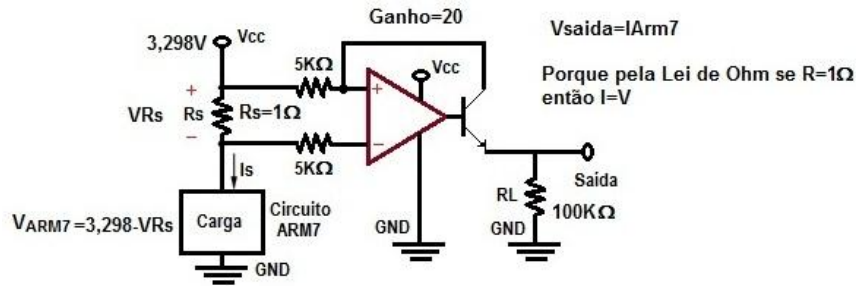 Ganho=20
Vsaida=IArm7
3,298V
Vcc
5KΩ
Vcc
Porque pela Lei de Ohm se R=1Ω
então I=V
+
+
VRs
Rs
Rs=1Ω
−
−
5KΩ
Is
Saida
RL
100KΩ
VARM7 =3,298-VRs
Carga
Circuito
ARM7
GND
GND
GND